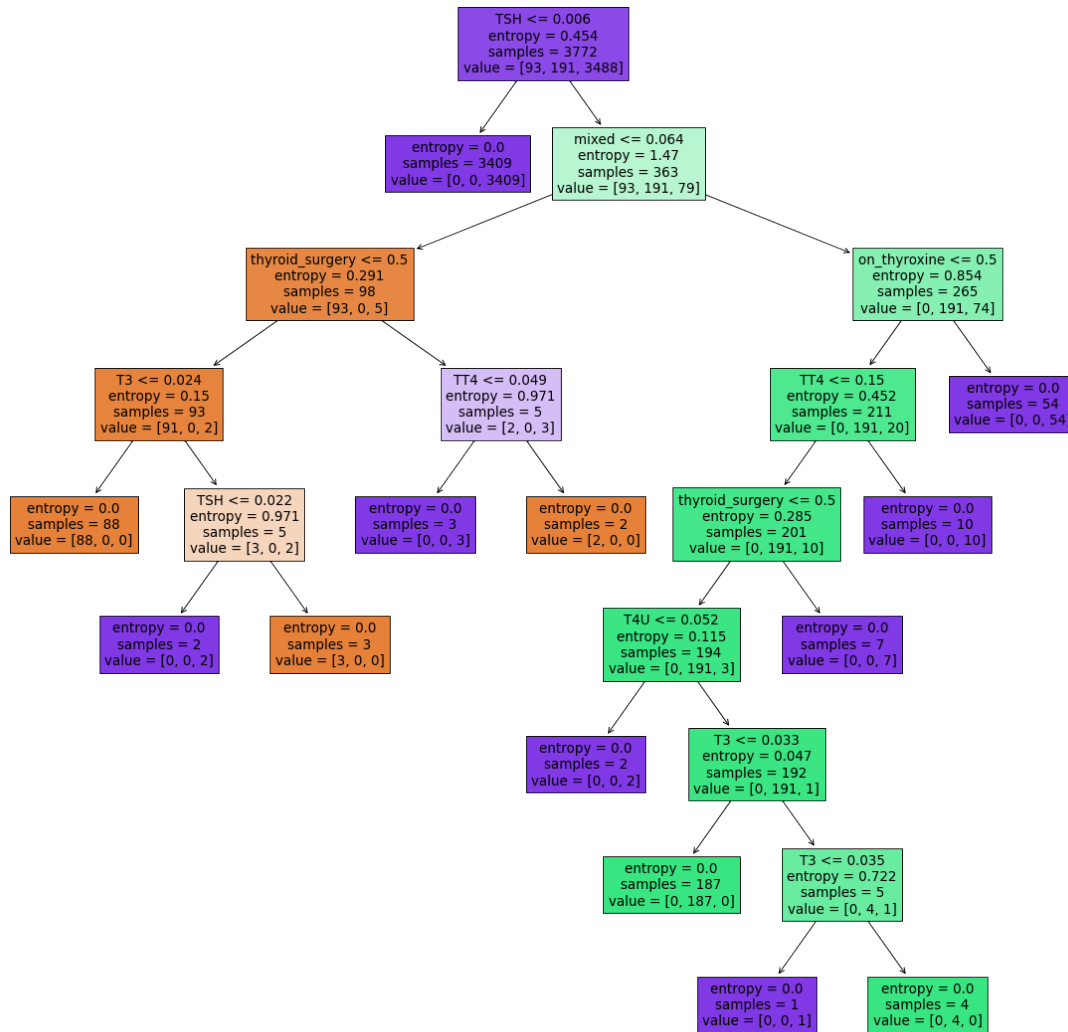 TSH <= 0.006
entropy = 0.454
samples = 3772
value = [93, 191, 3488]
entropy = 0.0
samples = 3409
value = [0, 0, 3409]
mixed <= 0.064
entropy = 1.47
samples = 363
value = [93, 191, 79]
thyroid_surgery <= 0.5
entropy = 0.291
samples = 98
value = [93, 0, 5]
on_thyroxine <= 0.5
entropy = 0.854
samples = 265
value = [0, 191, 74]
T3 <= 0.024
entropy = 0.15
samples = 93
value = [91, 0, 2]
TT4 <= 0.049
entropy = 0.971
samples = 5
value = [2, 0, 3]
TT4 <= 0.15
entropy = 0.452
samples = 211
value = [0, 191, 20]
entropy = 0.0
samples = 54
value = [0, 0, 54]
entropy = 0.0
samples = 88
value = [88, 0, 0]
TSH <= 0.022
entropy = 0.971
samples = 5
value = [3, 0, 2]
entropy = 0.0
samples = 3
value = [0, 0, 3]
entropy = 0.0
samples = 2
value = [2, 0, 0]
thyroid_surgery <= 0.5
entropy = 0.285
samples = 201
value = [0, 191, 10]
entropy = 0.0
samples = 10
value = [0, 0, 10]
entropy = 0.0
samples = 2
value = [0, 0, 2]
entropy = 0.0
samples = 3
value = [3, 0, 0]
T4U <= 0.052
entropy = 0.115
samples = 194
value = [0, 191, 3]
entropy = 0.0
samples = 7
value = [0, 0, 7]
entropy = 0.0
samples = 2
value = [0, 0, 2]
T3 <= 0.033
entropy = 0.047
samples = 192
value = [0, 191, 1]
entropy = 0.0
samples = 187
value = [0, 187, 0]
T3 <= 0.035
entropy = 0.722
samples = 5
value = [0, 4, 1]
entropy = 0.0
samples = 1
value = [0, 0, 1]
entropy = 0.0
samples = 4
value = [0, 4, 0]